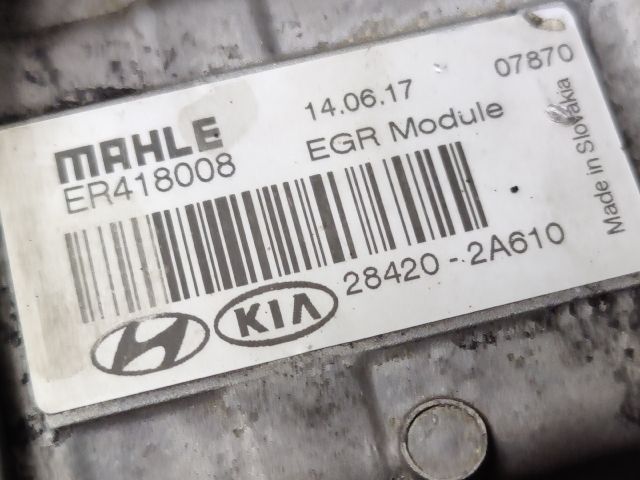 MAHLE
ER418008
14.06.17
EGR Module
07870
Made in Slovakia
KIA
28420-2A610